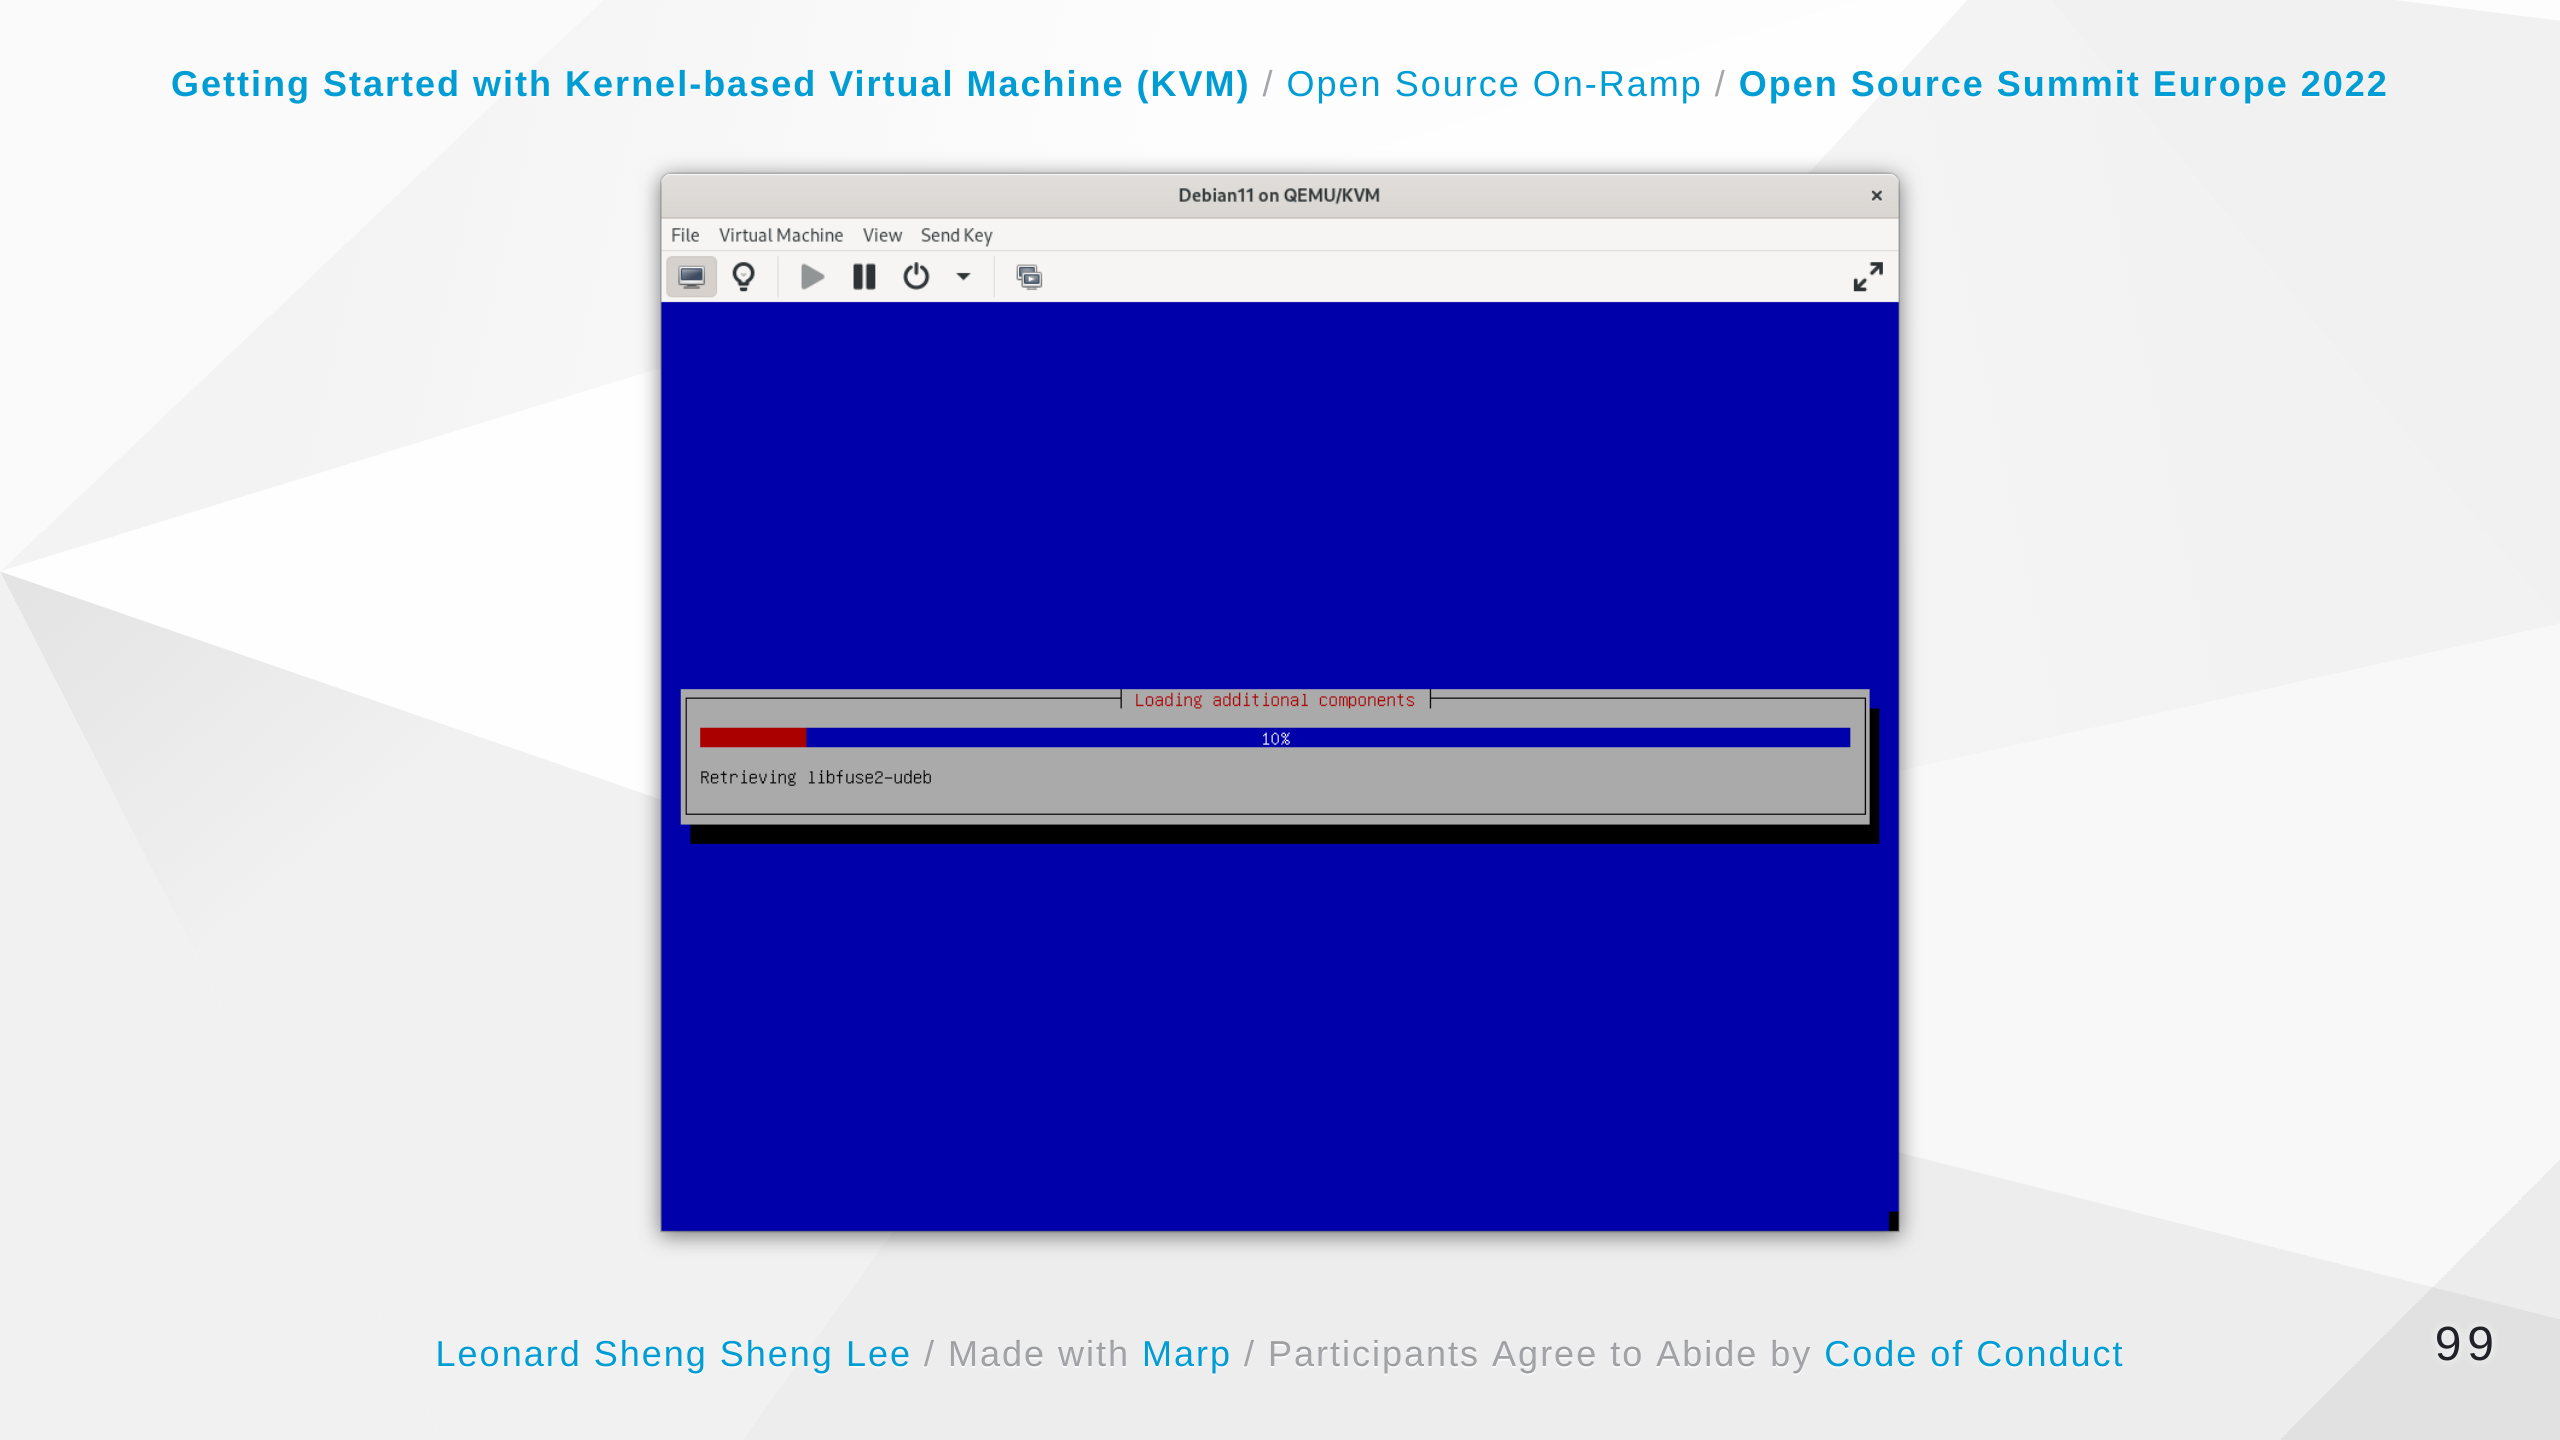 Getting Started with Kernel-based Virtual Machine (KVM) / Open Source On-Ramp / Open Source Summit Europe 2022
Debian11 on QEMU/KVM
File Virtual Machine View Send Key
Loading additional components
10%
Retrieving libfuse2-udeb
Leonard Sheng Sheng Lee / Made with Marp / Participants Agree to Abide by Code of Conduct
99